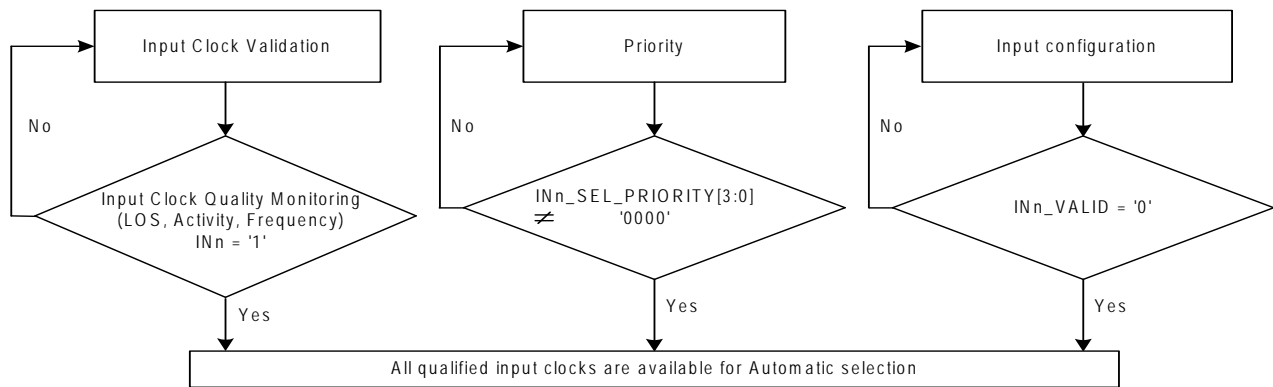 Input Clock Validation
Priority
Input configuration
No
No
No
Input Clock Quality Monitoring
(LOS, Activity, Frequency)
INn = '1'
INn_SEL_PRIORITY[3:0]
≠ '0000'
INn_VALID = '0'
Yes
Yes
Yes
All qualified input clocks are available for Automatic selection